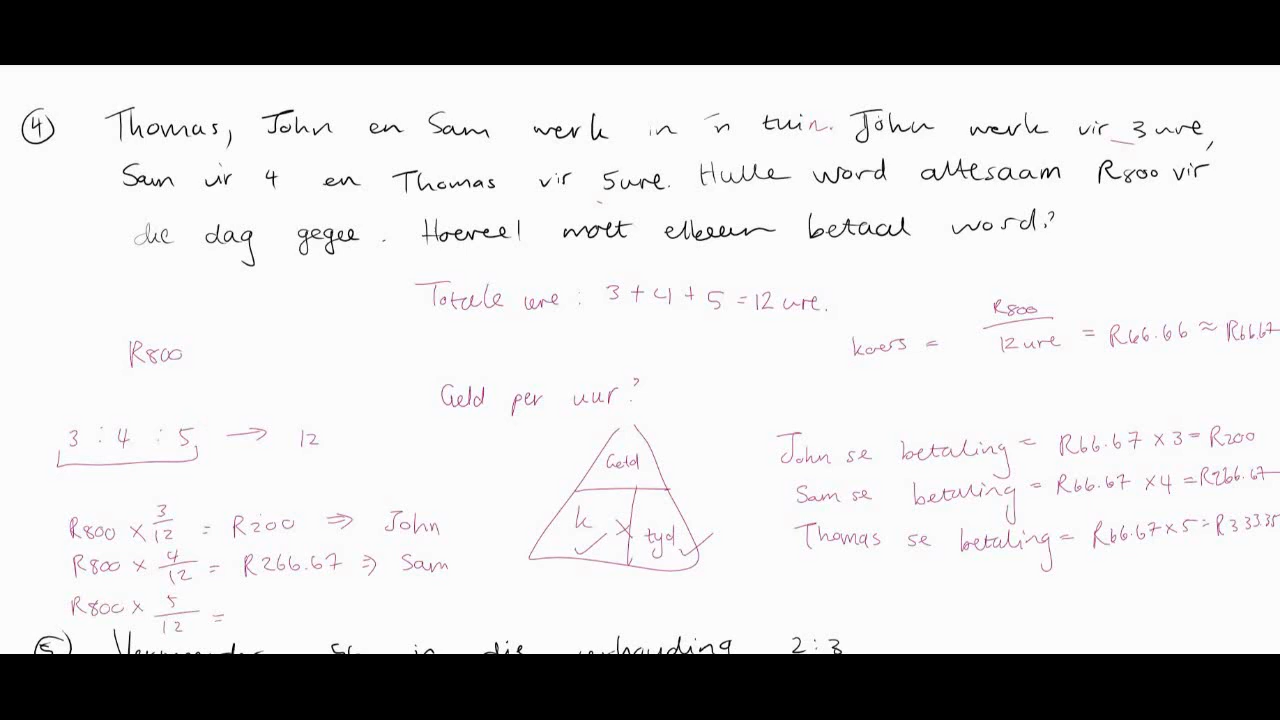 ④ Thomas, John en Sam werk in 'n tuin. John werk vir 3 ure,
Sam vir 4 en Thomas vir 5ure. Hulle word altesaam R800 vir
die dag gegee. Hoeveel moet elkeen betaal word?
Totale ure : 3 + 4 + 5 = 12 ure.
koers = R800 / 12 ure = R66.66 ≈ R66.67
R800
Geld per uur?
3 : 4 : 5 → 12
Geld
k × tyd
R800 × 3/12 = R200 ⇒ John
R800 × 4/12 = R266.67 ⇒ Sam
R800 × 5/12 =
John se betaling = R66.67 × 3 = R200
Sam se betaling = R66.67 × 4 = R266.67
Thomas se betaling = R66.67 × 5 = R333.35
⑤ in die verhouding 2 : 3